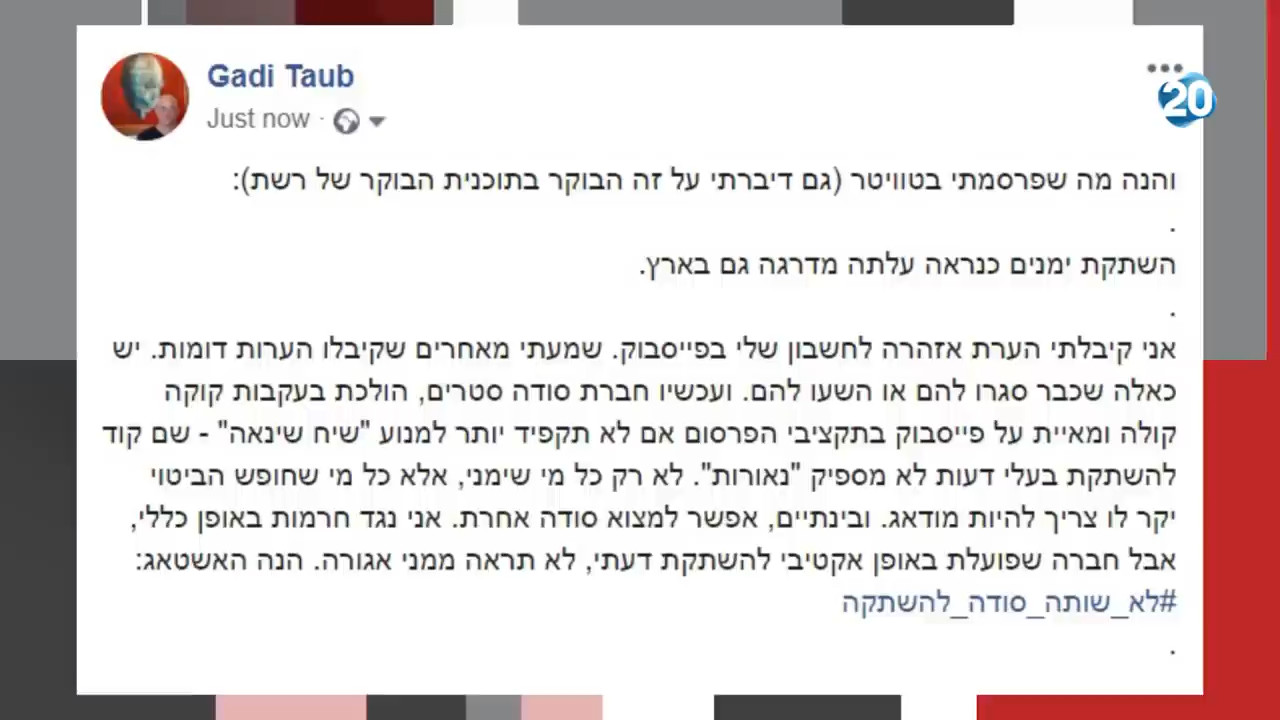 Gadi Taub
Just now ·
20
והנה מה שפרסמתי בטוויטר (גם דיברתי על זה הבוקר בתוכנית הבוקר של רשת):
.
השתקת ימנים כנראה עלתה מדרגה גם בארץ.
.
אני קיבלתי הערת אזהרה לחשבון שלי בפייסבוק. שמעתי מאחרים שקיבלו הערות דומות. יש
כאלה שכבר סגרו להם או השעו להם. ועכשיו חברת סודה סטרים, הולכת בעקבות קוקה
קולה ומאיית על פייסבוק בתקציבי הפרסום אם לא תקפיד יותר למנוע "שיח שינאה" - שם קוד
להשתקת בעלי דעות לא מספיק "נאורות". לא רק כל מי שימני, אלא כל מי שחופש הביטוי
יקר לו צריך להיות מודאג. ובינתיים, אפשר למצוא סודה אחרת. אני נגד חרמות באופן כללי,
אבל חברה שפועלת באופן אקטיבי להשתקת דעתי, לא תראה ממני אגורה. הנה האשטאג:
#לא_שותה_סודה_להשתקה
.